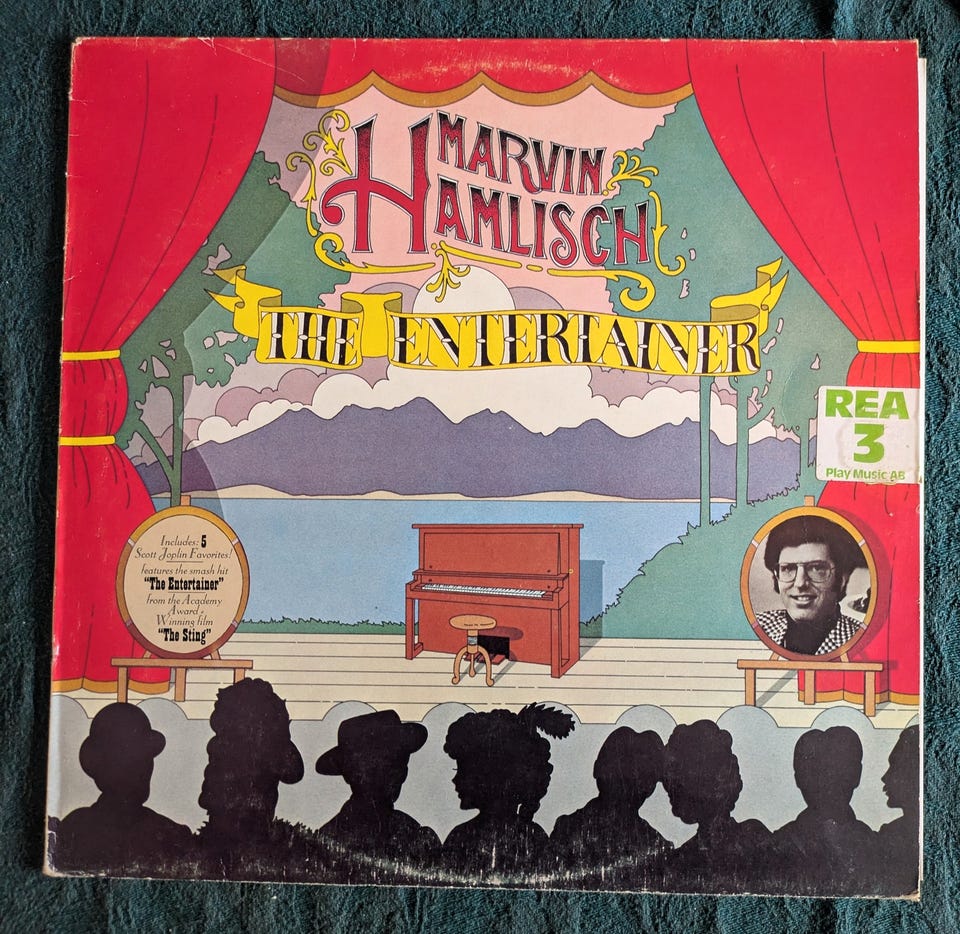 MARVIN
HAMLISCH
THE ENTERTAINER
REA
3
Play Music AB
Includes: 5
Scott Joplin Favorites!
features the smash hit
"The Entertainer"
from the Academy
Award-
Winning film
"The Sting"